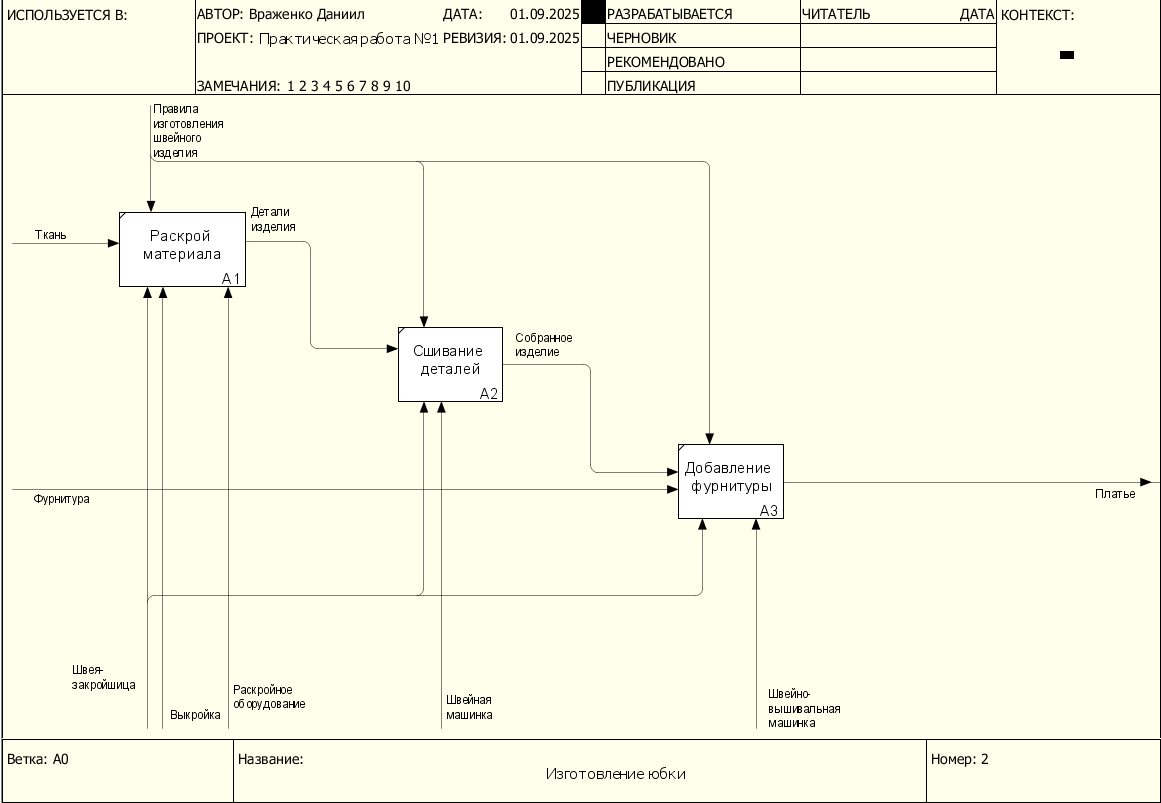 ИСПОЛЬЗУЕТСЯ В:
АВТОР: Враженко Даниил
ДАТА: 01.09.2025
РАЗРАБАТЫВАЕТСЯ
ЧИТАТЕЛЬ
ДАТА
КОНТЕКСТ:
ПРОЕКТ: Практическая работа №1
РЕВИЗИЯ: 01.09.2025
ЧЕРНОВИК
РЕКОМЕНДОВАНО
ЗАМЕЧАНИЯ: 1 2 3 4 5 6 7 8 9 10
ПУБЛИКАЦИЯ
Правила
изготовления
швейного
изделия
Ткань
Раскрой
материала
A1
Детали
изделия
Сшивание
деталей
A2
Собранное
изделие
Добавление
фурнитуры
A3
Фурнитура
Платье
Швея-
закройщица
Выкройка
Раскройное
оборудование
Швейная
машинка
Швейно-
вышивальная
машинка
Ветка: A0
Название:
Изготовление юбки
Номер: 2